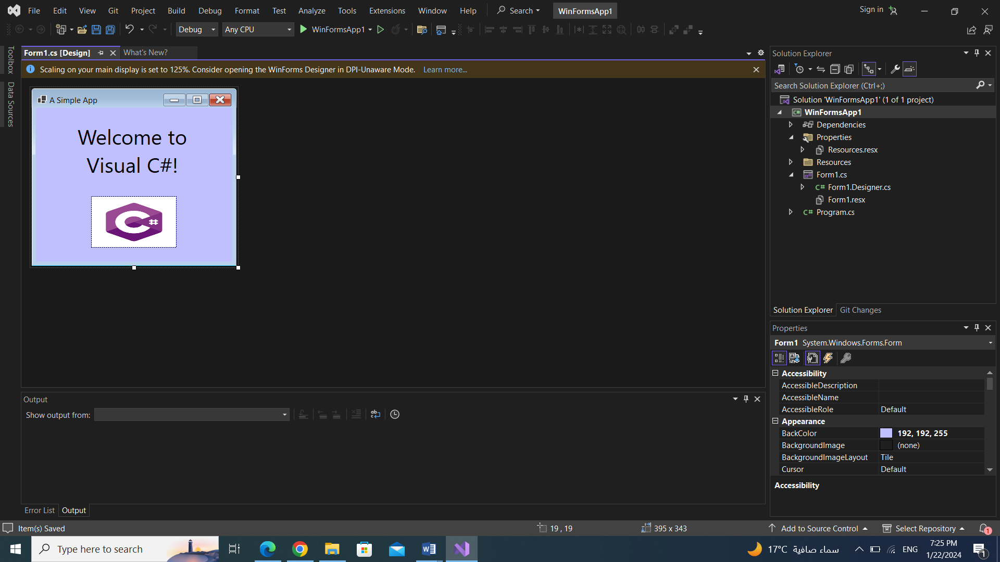 File Edit View Git Project Build Debug Format Test Analyze Tools Extensions Window Help Search WinFormsApp1 Sign in
Debug Any CPU WinFormsApp1
Toolbox
Data Sources
Form1.cs [Design] What's New?
Scaling on your main display is set to 125%. Consider opening the WinForms Designer in DPI-Unaware Mode. Learn more...
A Simple App
Welcome to
Visual C#!
C#
Output
Show output from:
Error List Output
Solution Explorer
Search Solution Explorer (Ctrl+;)
Solution 'WinFormsApp1' (1 of 1 project)
C# WinFormsApp1
Dependencies
Properties
Resources.resx
Resources
Form1.cs
C# Form1.Designer.cs
Form1.resx
C# Program.cs
Solution Explorer Git Changes
Properties
Form1 System.Windows.Forms.Form
Accessibility
AccessibleDescription
AccessibleName
AccessibleRole Default
Appearance
BackColor 192, 192, 255
BackgroundImage (none)
BackgroundImageLayout Tile
Cursor Default
Accessibility
Item(s) Saved 19 , 19 395 x 343 Add to Source Control Select Repository 1
Type here to search 17°C سماء صافية ENG 7:25 PM
1/22/2024 1